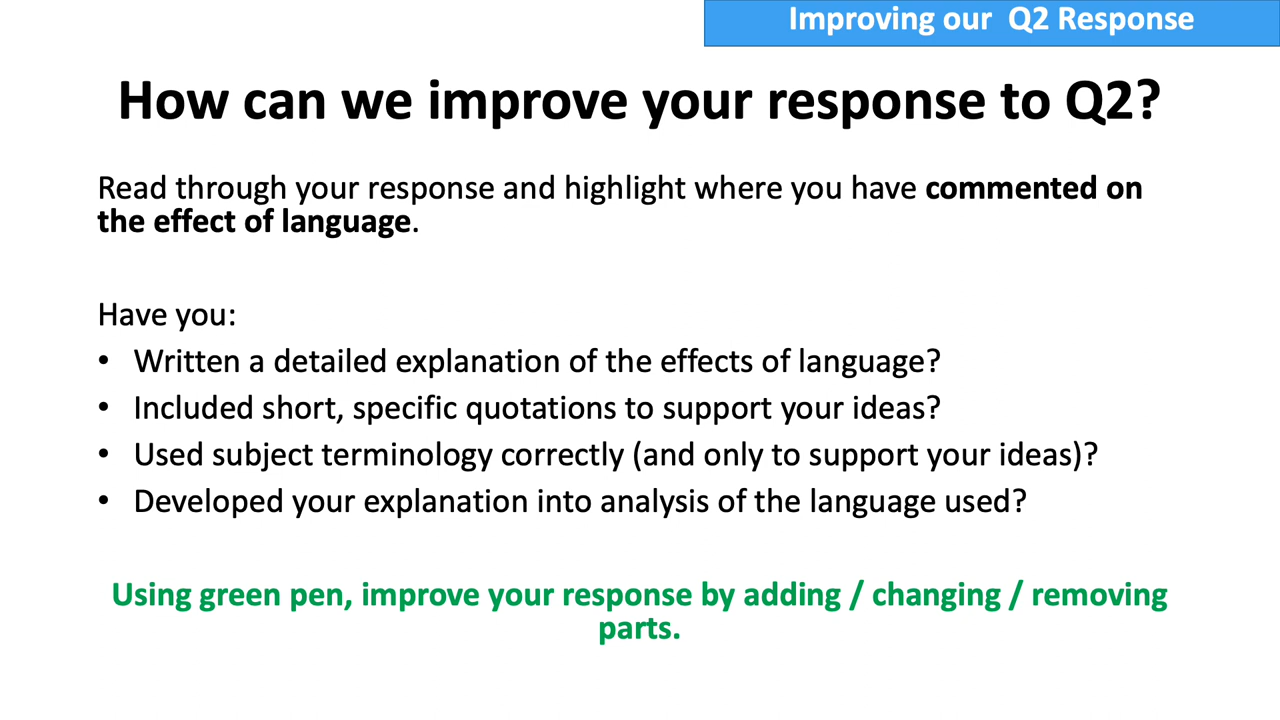 Improving our  Q2 Response
How can we improve your response to Q2?
Read through your response and highlight where you have commented on
the effect of language.
Have you:
• Written a detailed explanation of the effects of language?
• Included short, specific quotations to support your ideas?
• Used subject terminology correctly (and only to support your ideas)?
• Developed your explanation into analysis of the language used?
Using green pen, improve your response by adding / changing / removing
parts.